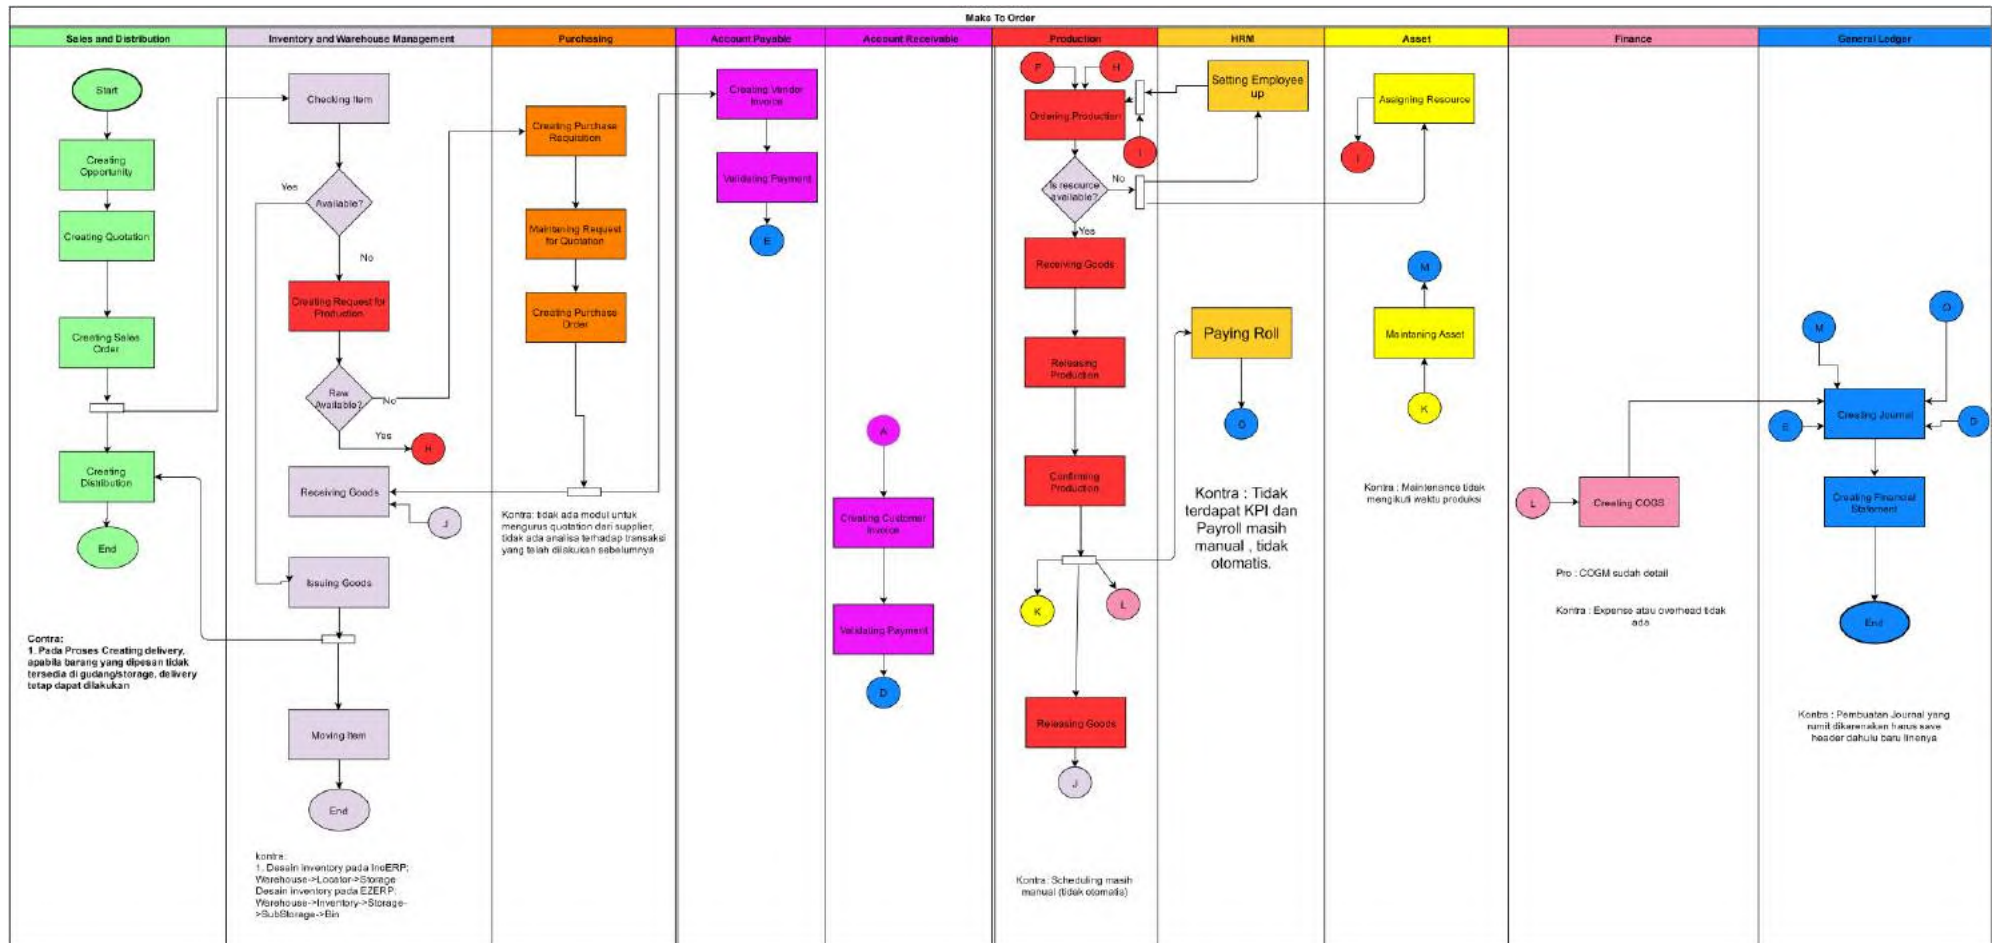 Make To Order
Sales and Distribution
Inventory and Warehouse Management
Purchasing
Account Payable
Account Receivable
Production
HRM
Asset
Finance
General Ledger
Start
Creating
Opportunity
Creating Quotation
Creating Sales
Order
Creating
Distribution
End
Contra:
1. Pada Proses Creating delivery,
apabila barang yang dipesan tidak
tersedia di gudang/storage, delivery
tetap dapat dilakukan
Checking Item
Yes
Available?
No
Creating Request for
Production
Raw
Available?
No
Yes
H
Receiving Goods
J
Issuing Goods
Moving Item
End
kontra:
1. Desain inventory pada InoERP;
Warehouse->Locator->Storage
Desain inventory pada EZERP;
Warehouse->Inventory->Storage-
>SubStorage->Bin
Creating Purchase
Requisition
Maintaning Request
for Quotation
Creating Purchase
Order
Kontra: tidak ada modul untuk
mengurus quotation dari supplier,
tidak ada analisa terhadap transaksi
yang telah dilakukan sebelumnya
Creating Vendor
Invoice
Validating Payment
E
A
Creating Customer
Invoice
Validating Payment
D
F
H
Ordering Production
I
Is resource
available?
No
Yes
Receiving Goods
Releasing
Production
Confirming
Production
K
L
Releasing Goods
J
Kontra: Scheduling masih
manual (tidak otomatis)
Setting Employee
up
Paying Roll
O
Kontra : Tidak
terdapat KPI dan
Payroll masih
manual , tidak
otomatis.
Assigning Resource
I
M
Maintaning Asset
K
Kontra : Maintenance tidak
mengikuti waktu produksi
L
Creating COGS
Pro : COGM sudah detail
Kontra : Expense atau overhead tidak
ada
M
O
Creating Journal
E
D
Creating Financial
Statement
End
Kontra : Pembuatan Journal yang
rumit dikarenakan harus save
header dahulu baru linenya